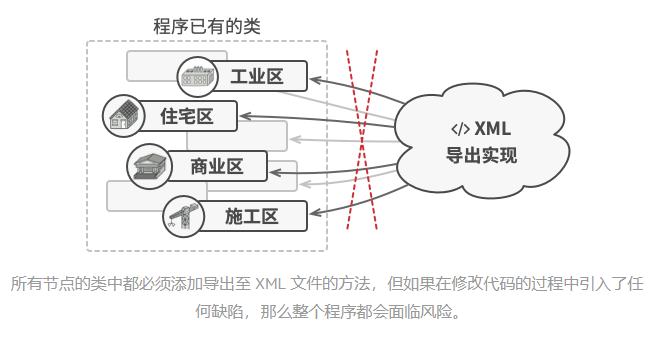 程序已有的类
工业区
住宅区
</> XML
导出实现
商业区
施工区
所有节点的类中都必须添加导出至 XML 文件的方法，但如果在修改代码的过程中引入了任
何缺陷，那么整个程序都会面临风险。